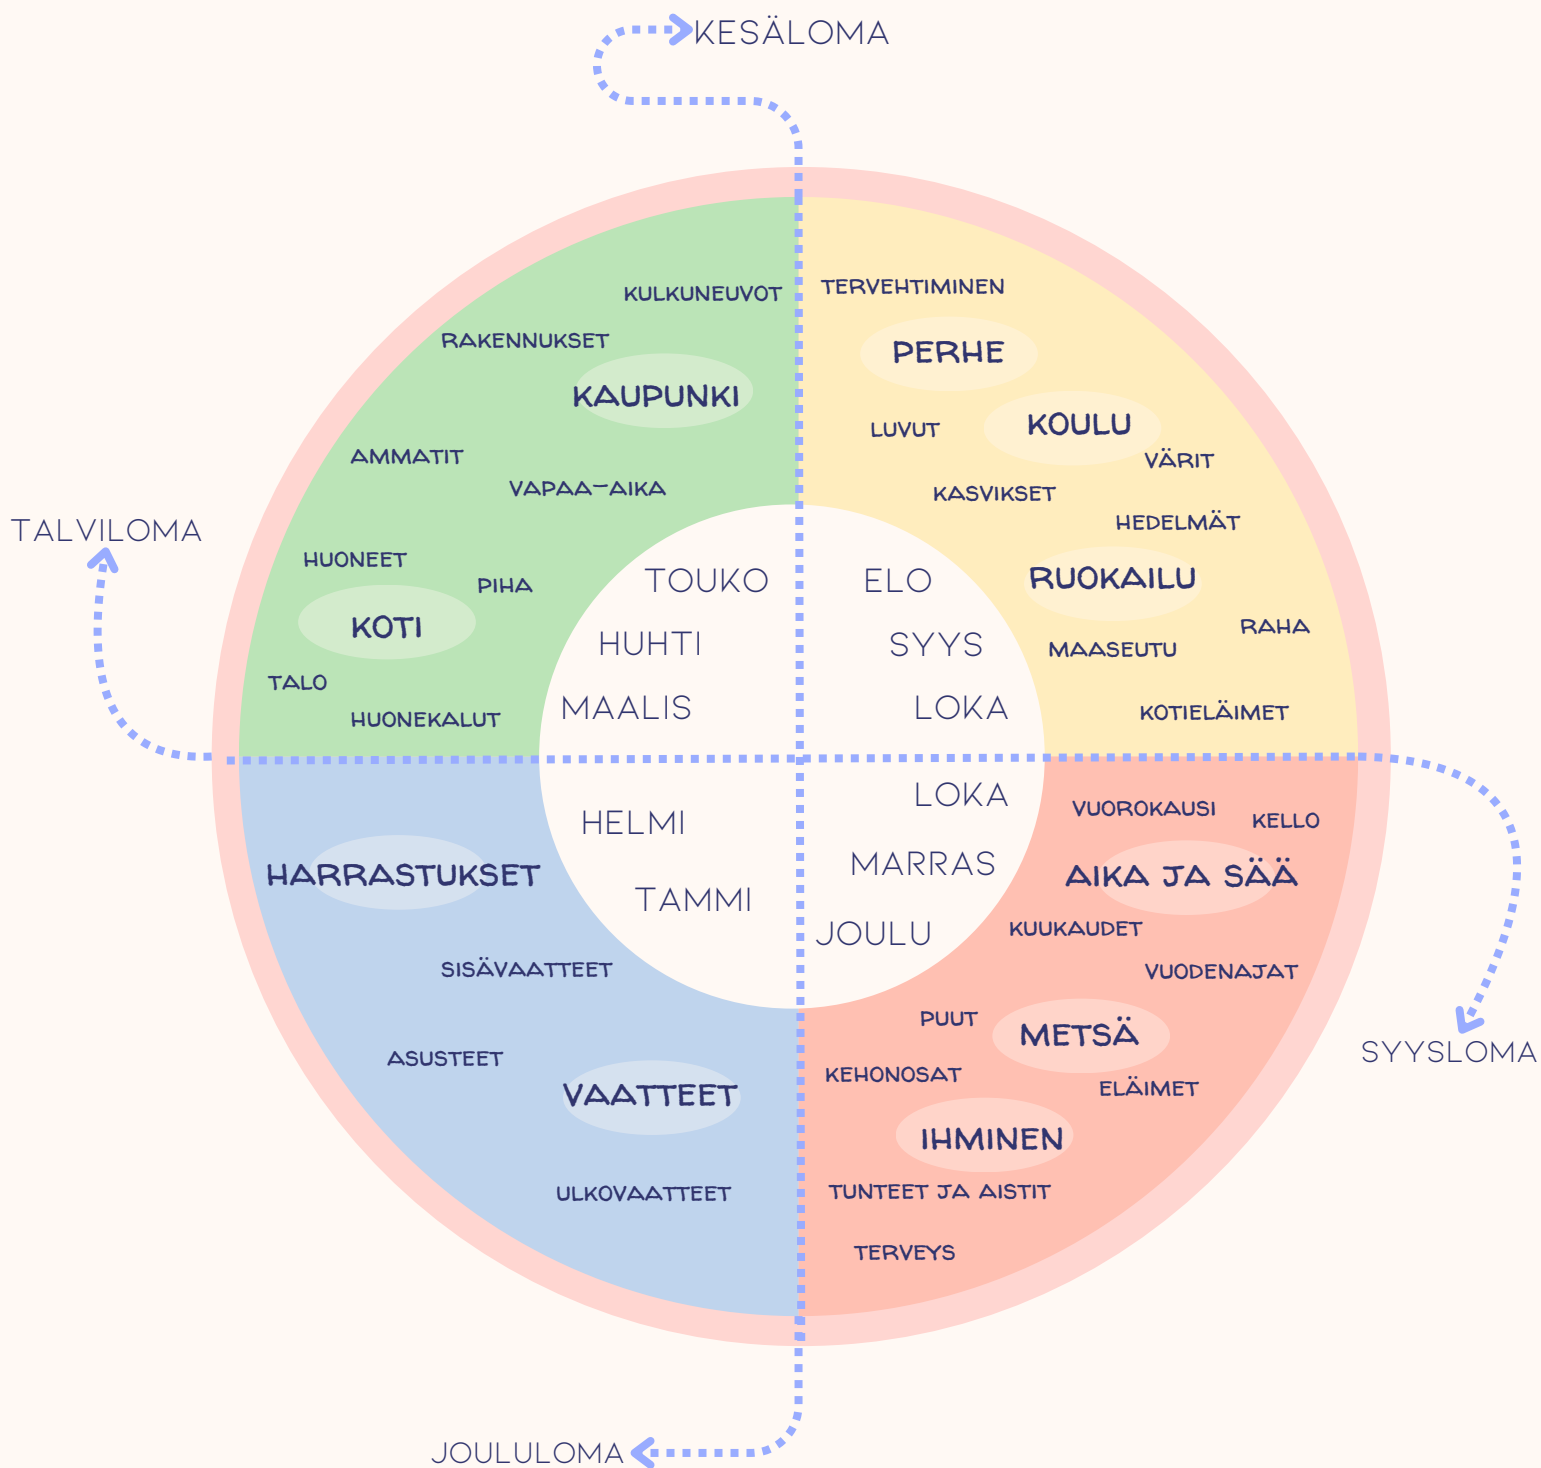 KESÄLOMA
KULKUNEUVOT
RAKENNUKSET
KAUPUNKI
AMMATIT
VAPAA-AIKA
HUONEET
PIHA
KOTI
TALO
HUONEKALUT
TALVILOMA
TERVEHTIMINEN
PERHE
KOULU
LUVUT
VÄRIT
KASVIKSET
HEDELMÄT
RUOKAILU
RAHA
MAASEUTU
KOTIELÄIMET
TOUKO
HUHTI
MAALIS
ELO
SYYS
LOKA
HELMI
TAMMI
LOKA
MARRAS
JOULU
VUOROKAUSI
KELLO
AIKA JA SÄÄ
KUUKAUDET
VUODENAJAT
PUUT
METSÄ
KEHONOSAT
ELÄIMET
IHMINEN
TUNTEET JA AISTIT
TERVEYS
SYYSLOMA
HARRASTUKSET
SISÄVAATTEET
ASUSTEET
VAATTEET
ULKOVAATTEET
JOULULOMA